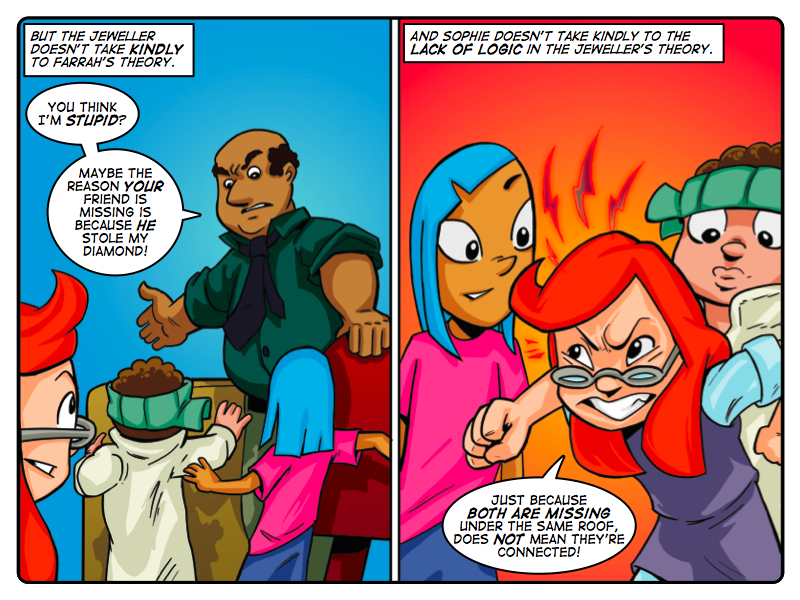 BUT THE JEWELLER
DOESN'T TAKE KINDLY
TO FARRAH'S THEORY.
YOU THINK
I'M STUPID?
MAYBE THE
REASON YOUR
FRIEND IS
MISSING IS
BECAUSE HE
STOLE MY
DIAMOND!
AND SOPHIE DOESN'T TAKE KINDLY TO THE
LACK OF LOGIC IN THE JEWELLER'S THEORY.
JUST BECAUSE
BOTH ARE MISSING
UNDER THE SAME ROOF,
DOES NOT MEAN THEY'RE
CONNECTED!